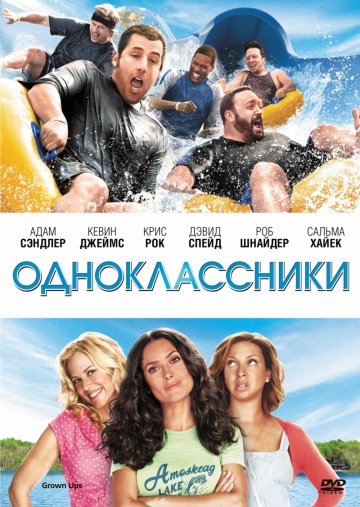 АДАМ СЭНДЛЕР
КЕВИН ДЖЕЙМС
КРИС РОК
ДЭВИД СПЕЙД
РОБ ШНАЙДЕР
САЛЬМА ХАЙЕК
ОДНОКЛАССНИКИ
Amoskeag
LAKE
Grown Ups
DVD